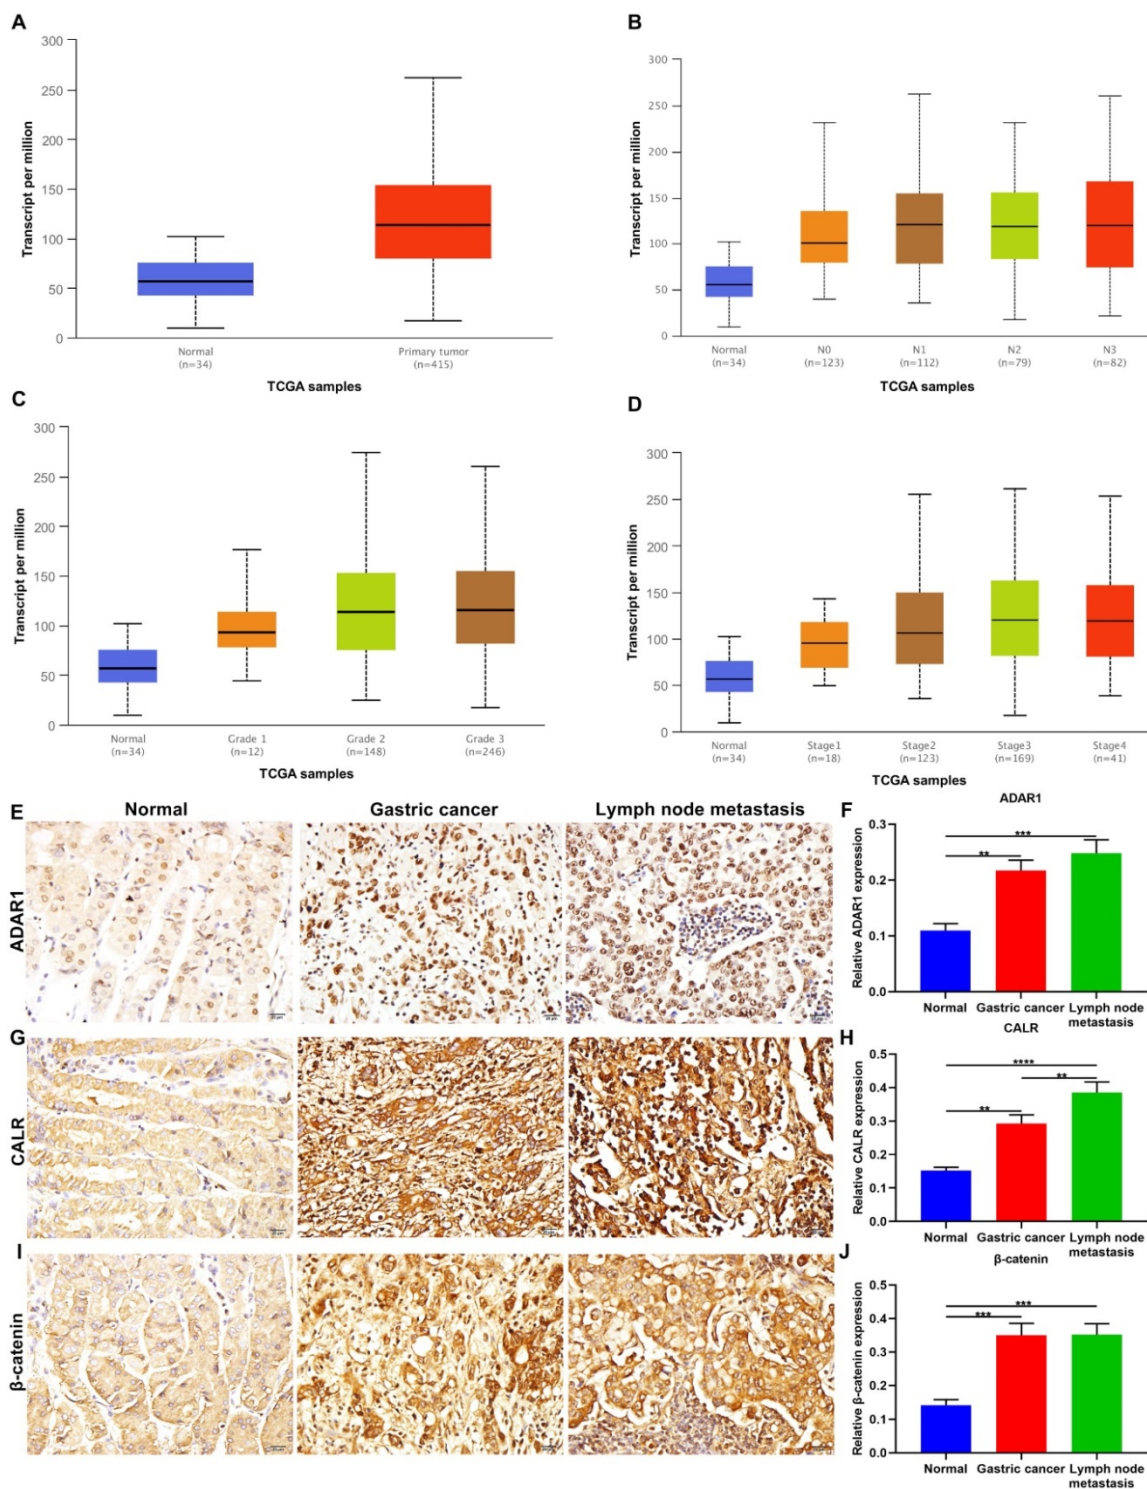 A
300
250
200
150
100
50
0
Transcript per million
Normal
(n=34)
Primary tumor
(n=415)
TCGA samples
B
300
250
200
150
100
50
0
Transcript per million
Normal
(n=34)
N0
(n=123)
N1
(n=112)
N2
(n=79)
N3
(n=82)
TCGA samples
C
300
250
200
150
100
50
0
Transcript per million
Normal
(n=34)
Grade 1
(n=12)
Grade 2
(n=148)
Grade 3
(n=246)
TCGA samples
D
300
250
200
150
100
50
0
Transcript per million
Normal
(n=34)
Stage1
(n=18)
Stage2
(n=123)
Stage3
(n=169)
Stage4
(n=41)
TCGA samples
E
Normal
Gastric cancer
Lymph node metastasis
ADAR1
F
ADAR1
0.3
0.2
0.1
0.0
Relative ADAR1 expression
***
**
Normal
Gastric cancer
Lymph node
metastasis
G
CALR
H
CALR
0.5
0.4
0.3
0.2
0.1
0.0
Relative CALR expression
****
**
**
Normal
Gastric cancer
Lymph node
metastasis
I
β-catenin
J
β-catenin
0.5
0.4
0.3
0.2
0.1
0.0
Relative β-catenin expression
***
***
Normal
Gastric cancer
Lymph node
metastasis